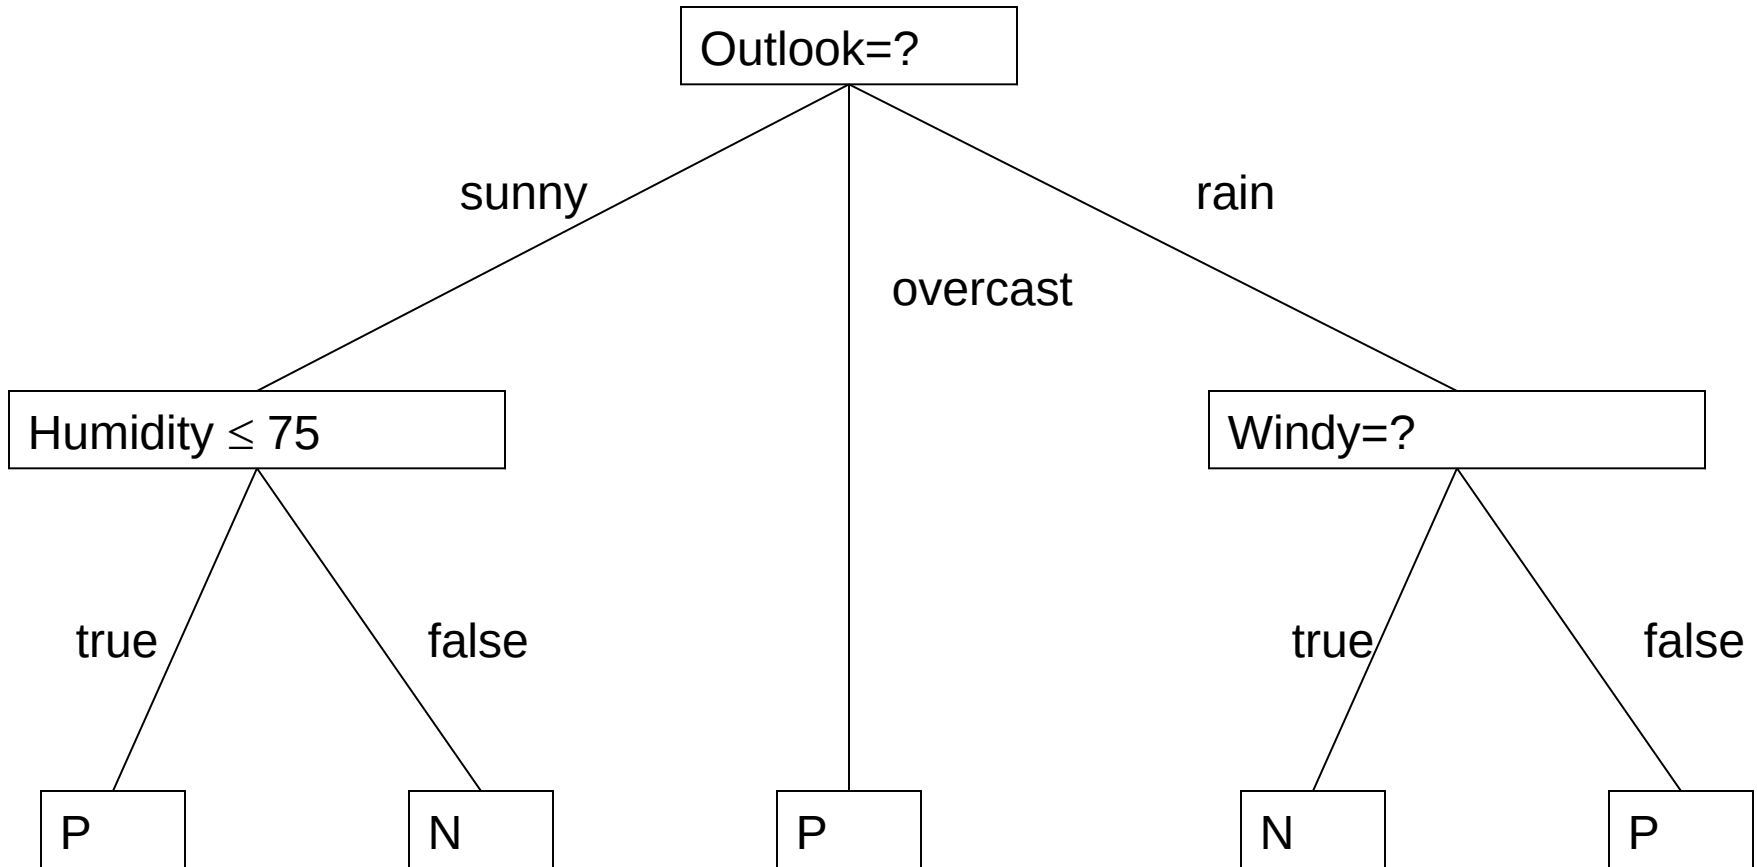 Outlook=?
sunny
rain
overcast
Humidity ≤ 75
Windy=?
true
false
true
false
P
N
P
N
P